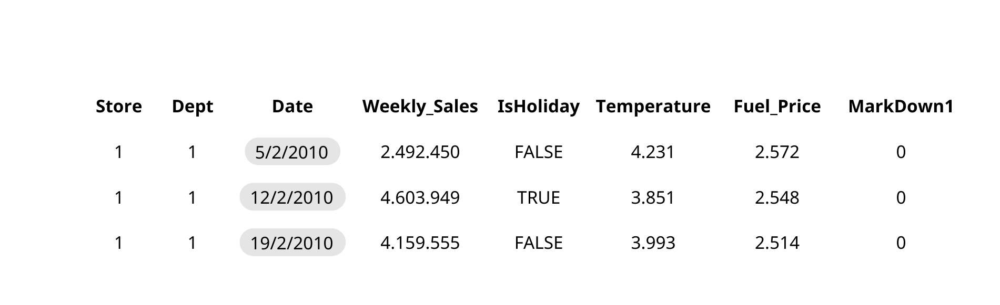 Store Dept Date Weekly_Sales IsHoliday Temperature Fuel_Price MarkDown1
1 1 5/2/2010 2.492.450 FALSE 4.231 2.572 0
1 1 12/2/2010 4.603.949 TRUE 3.851 2.548 0
1 1 19/2/2010 4.159.555 FALSE 3.993 2.514 0